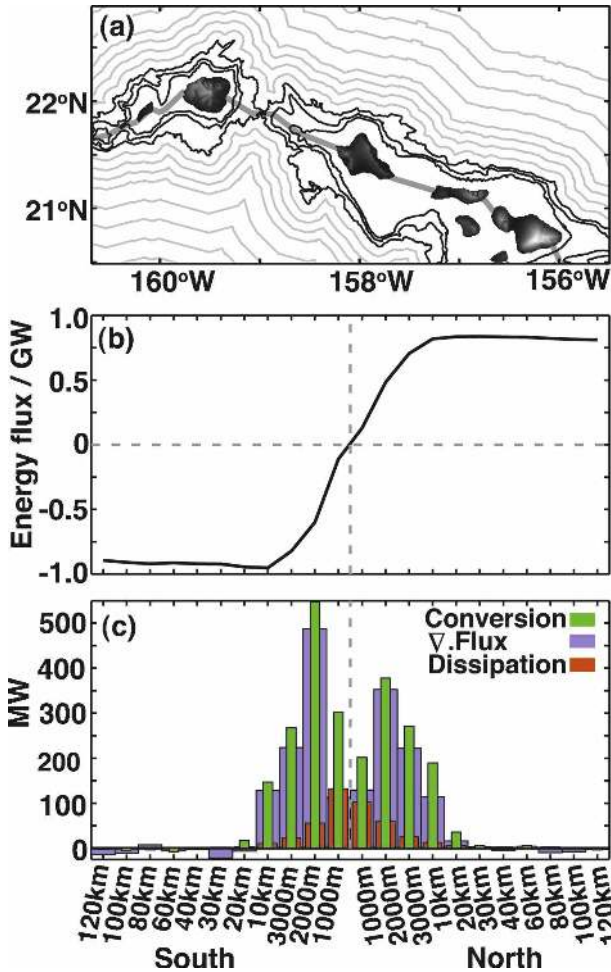 (a)
22°N
21°N
160°W 158°W 156°W
(b)
Energy flux / GW
1.0
0.5
0
-0.5
-1.0
(c)
MW
500
400
300
200
100
0
Conversion
∇.Flux
Dissipation
120km 100km 80km 60km 40km 30km 20km 10km 3000m 2000m 1000m 1000m 2000m 3000m 10km 20km 30km 40km 60km 80km 100km 120km
South North